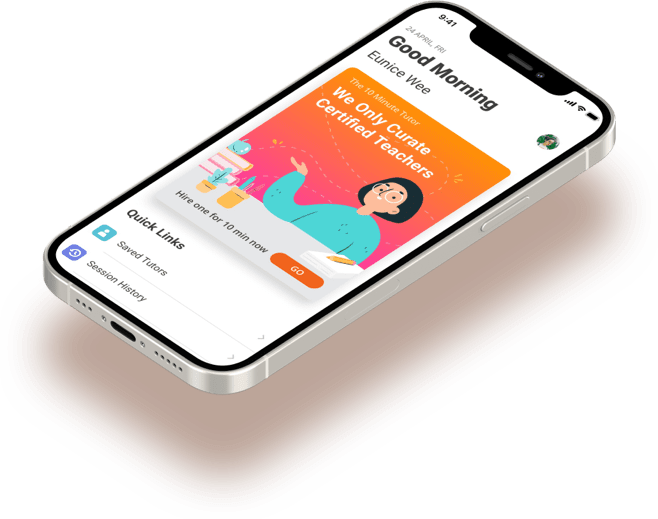 9:41
24 APRIL, FRI
Good Morning
Eunice Wee
The 10 Minute Tutor
We Only Curate
Certified Teachers
Hire one for 10 min now
GO
Quick Links
Saved Tutors
Session History